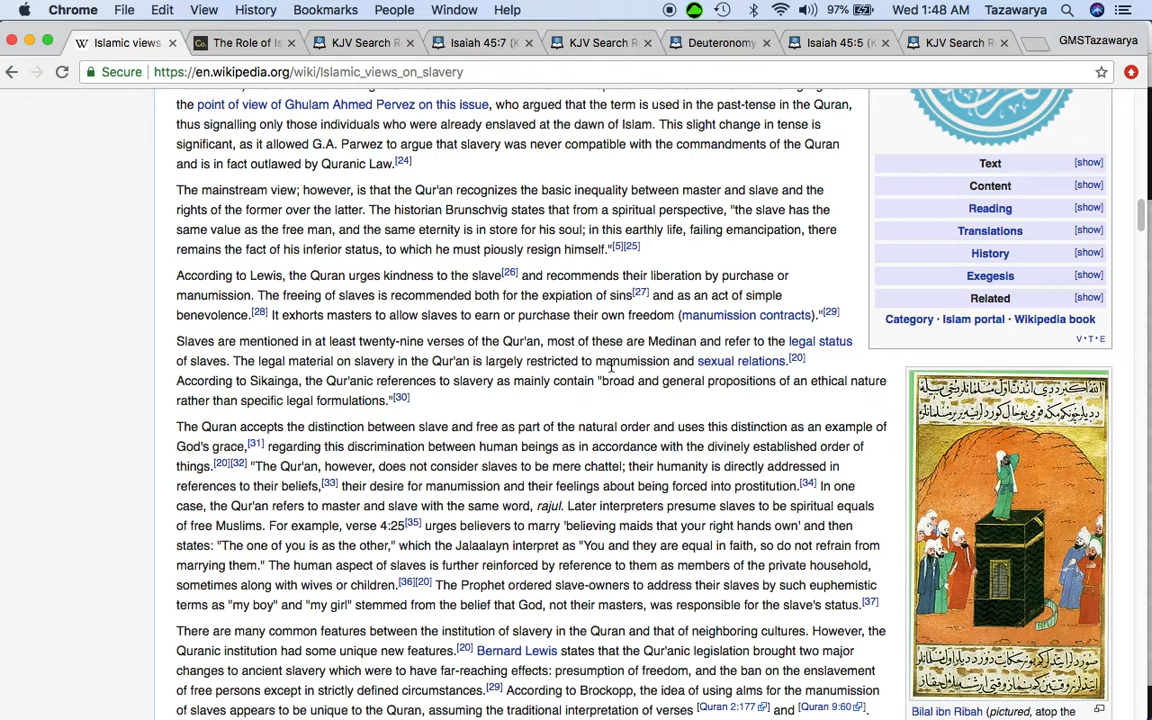 Chrome File Edit View History Bookmarks People Window Help 97% Wed 1:48 AM Tazawarya
Islamic views The Role of Is KJV Search R Isaiah 45:7 (K KJV Search R Deuteronomy Isaiah 45:5 (K KJV Search R GMSTazawarya
Secure https://en.wikipedia.org/wiki/Islamic_views_on_slavery
the point of view of Ghulam Ahmed Pervez on this issue, who argued that the term is used in the past-tense in the Quran,
thus signalling only those individuals who were already enslaved at the dawn of Islam. This slight change in tense is
significant, as it allowed G.A. Parwez to argue that slavery was never compatible with the commandments of the Quran
and is in fact outlawed by Quranic Law.[24]
The mainstream view; however, is that the Qur'an recognizes the basic inequality between master and slave and the
rights of the former over the latter. The historian Brunschvig states that from a spiritual perspective, "the slave has the
same value as the free man, and the same eternity is in store for his soul; in this earthly life, failing emancipation, there
remains the fact of his inferior status, to which he must piously resign himself."[5][25]
According to Lewis, the Quran urges kindness to the slave[26] and recommends their liberation by purchase or
manumission. The freeing of slaves is recommended both for the expiation of sins[27] and as an act of simple
benevolence.[28] It exhorts masters to allow slaves to earn or purchase their own freedom (manumission contracts)."[29]
Slaves are mentioned in at least twenty-nine verses of the Qur'an, most of these are Medinan and refer to the legal status
of slaves. The legal material on slavery in the Qur'an is largely restricted to manumission and sexual relations.[20]
According to Sikainga, the Qur'anic references to slavery as mainly contain "broad and general propositions of an ethical nature
rather than specific legal formulations."[30]
The Quran accepts the distinction between slave and free as part of the natural order and uses this distinction as an example of
God's grace,[31] regarding this discrimination between human beings as in accordance with the divinely established order of
things.[20][32] "The Qur'an, however, does not consider slaves to be mere chattel; their humanity is directly addressed in
references to their beliefs,[33] their desire for manumission and their feelings about being forced into prostitution.[34] In one
case, the Qur'an refers to master and slave with the same word, rajul. Later interpreters presume slaves to be spiritual equals
of free Muslims. For example, verse 4:25[35] urges believers to marry 'believing maids that your right hands own' and then
states: "The one of you is as the other," which the Jalaalayn interpret as "You and they are equal in faith, so do not refrain from
marrying them." The human aspect of slaves is further reinforced by reference to them as members of the private household,
sometimes along with wives or children.[36][20] The Prophet ordered slave-owners to address their slaves by such euphemistic
terms as "my boy" and "my girl" stemmed from the belief that God, not their masters, was responsible for the slave's status.[37]
There are many common features between the institution of slavery in the Quran and that of neighboring cultures. However, the
Quranic institution had some unique new features.[20] Bernard Lewis states that the Qur'anic legislation brought two major
changes to ancient slavery which were to have far-reaching effects: presumption of freedom, and the ban on the enslavement
of free persons except in strictly defined circumstances.[29] According to Brockopp, the idea of using alms for the manumission
of slaves appears to be unique to the Quran, assuming the traditional interpretation of verses [Quran 2:177] and [Quran 9:60].
Text [show]
Content [show]
Reading [show]
Translations [show]
History [show]
Exegesis [show]
Related [show]
Category · Islam portal · Wikipedia book
V · T · E
Bilal ibn Ribah (pictured, atop the